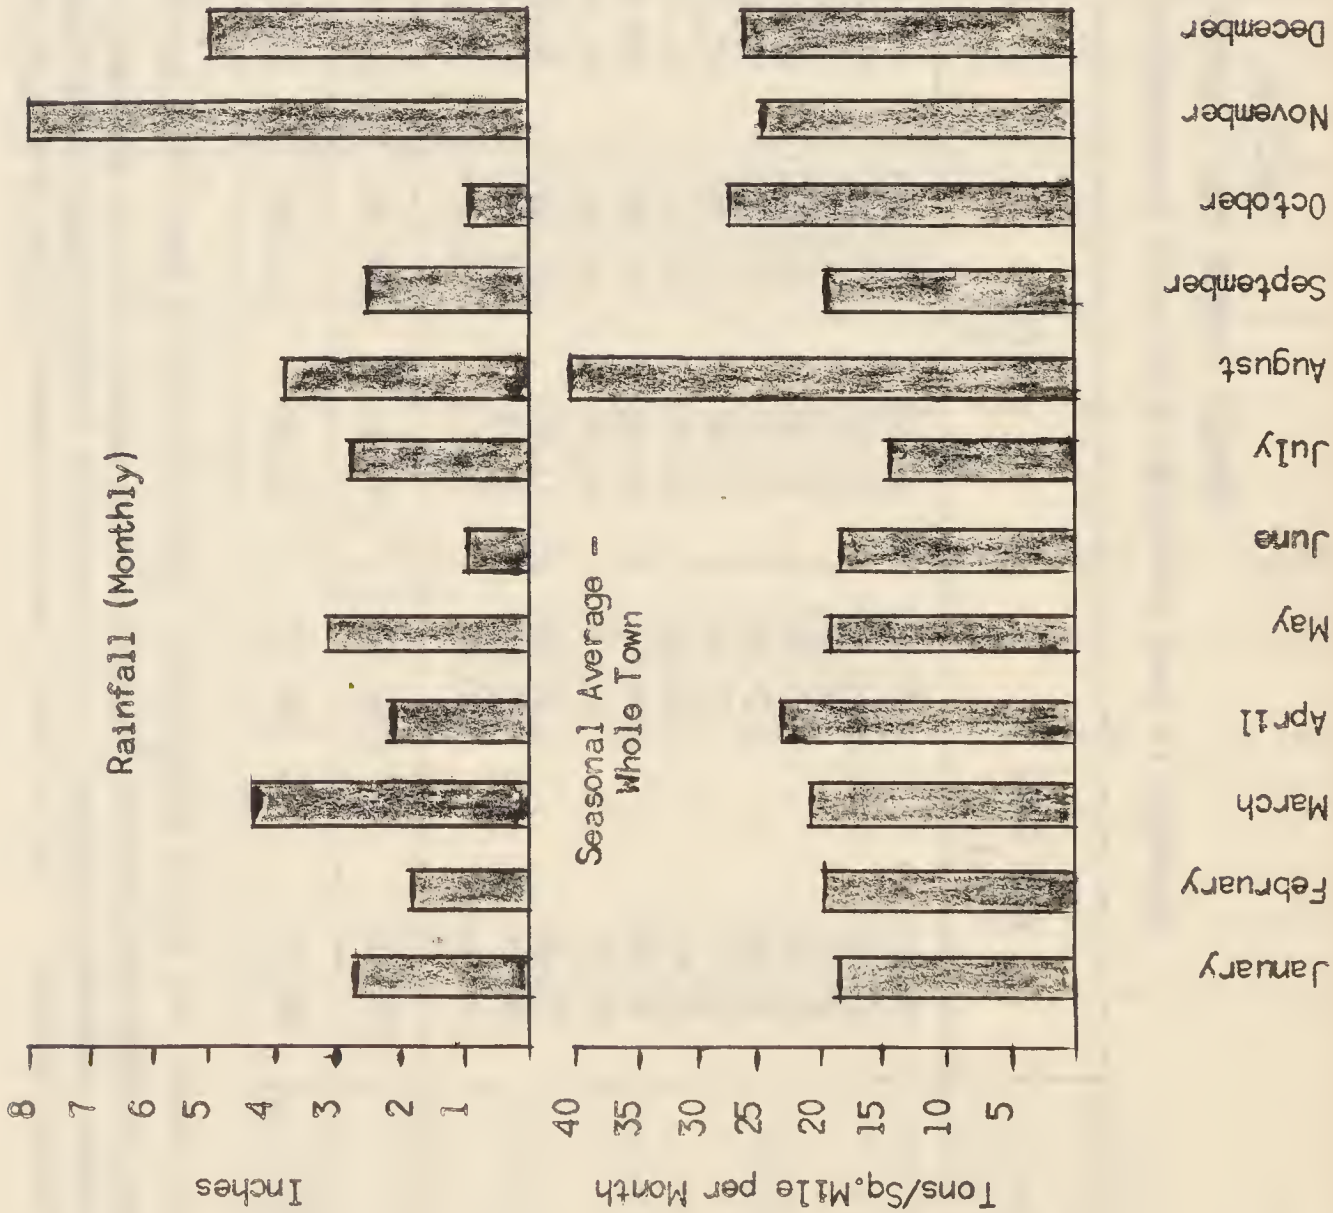 Rainfall (Monthly)
Inches
8
7
6
5
4
3
2
1
Seasonal Average -
Whole Town
Tons/Sq.Mile per Month
40
35
30
25
20
15
10
5
January
February
March
April
May
June
July
August
September
October
November
December